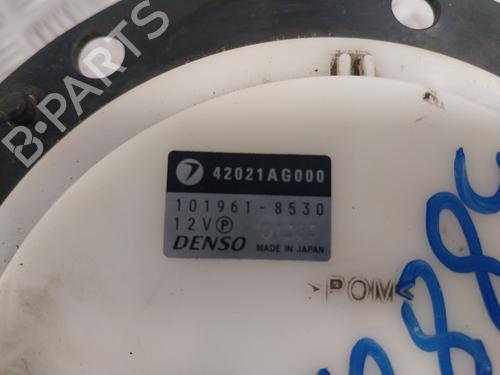 B-PARTS
42021AG000
101961-8530
12V P
DENSO MADE IN JAPAN
>POM<